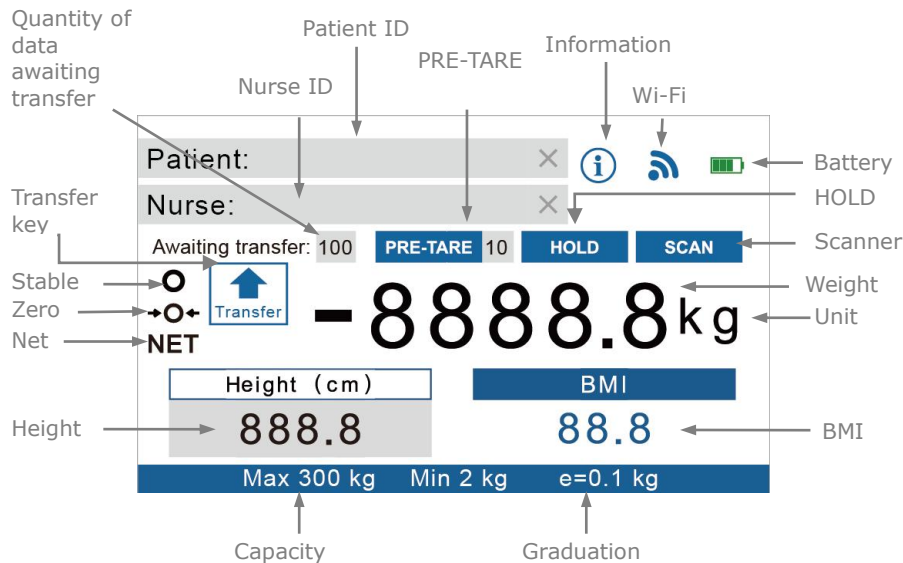 Quantity of
data
awaiting
transfer
Patient ID
Nurse ID
PRE-TARE
Information
Wi-Fi
Patient:
Battery
Nurse:
HOLD
Transfer
key
Awaiting transfer: 100 PRE-TARE 10 HOLD SCAN
Scanner
Stable
Zero
Net
Transfer
NET
-8888.8 kg
Weight
Unit
Height (cm) BMI
Height
888.8 88.8
BMI
Max 300 kg Min 2 kg e=0.1 kg
Capacity
Graduation